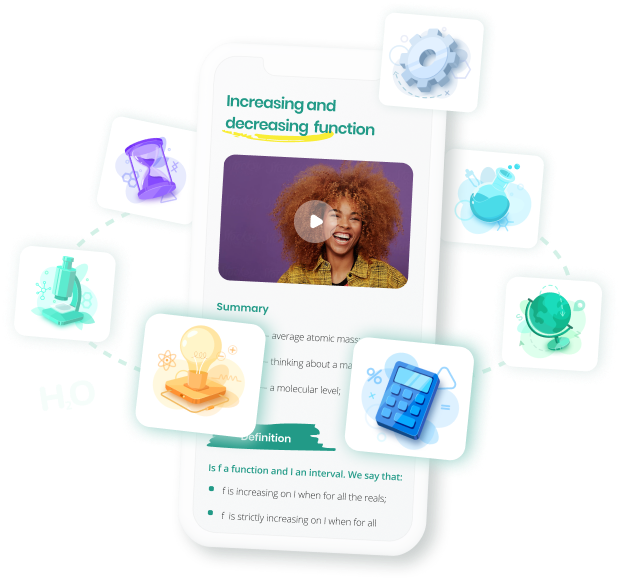 Increasing and
decreasing function
Summary
average atomic mass
thinking about a ma
a molecular level;
H₂O
Definition
Is f a function and I an interval. We say that:
f is increasing on I when for all the reals;
f is strictly increasing on I when for all
%